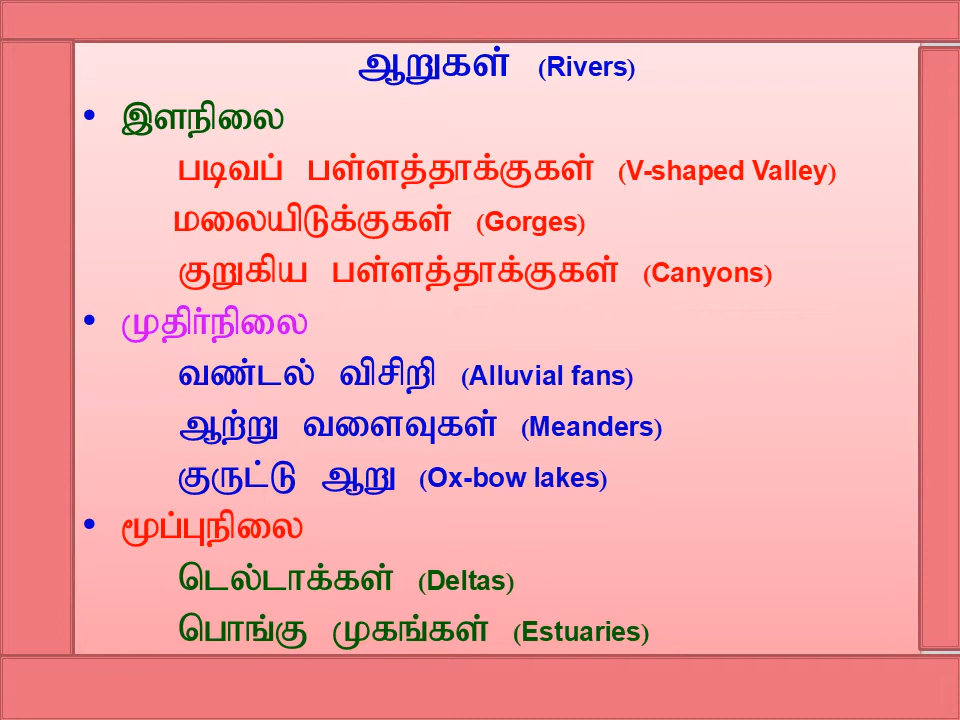 ஆறுகள் (Rivers)
• இளநிலை
படிவப் பள்ளத்தாக்குகள் (V-shaped Valley)
மலையிடுக்குகள் (Gorges)
குறுகிய பள்ளத்தாக்குகள் (Canyons)
• முதிர்நிலை
வண்டல் விசிறி (Alluvial fans)
ஆற்று வளைவுகள் (Meanders)
குருட்டு ஆறு (Ox-bow lakes)
• மூப்புநிலை
டெல்டாக்கள் (Deltas)
பொங்கு முகங்கள் (Estuaries)